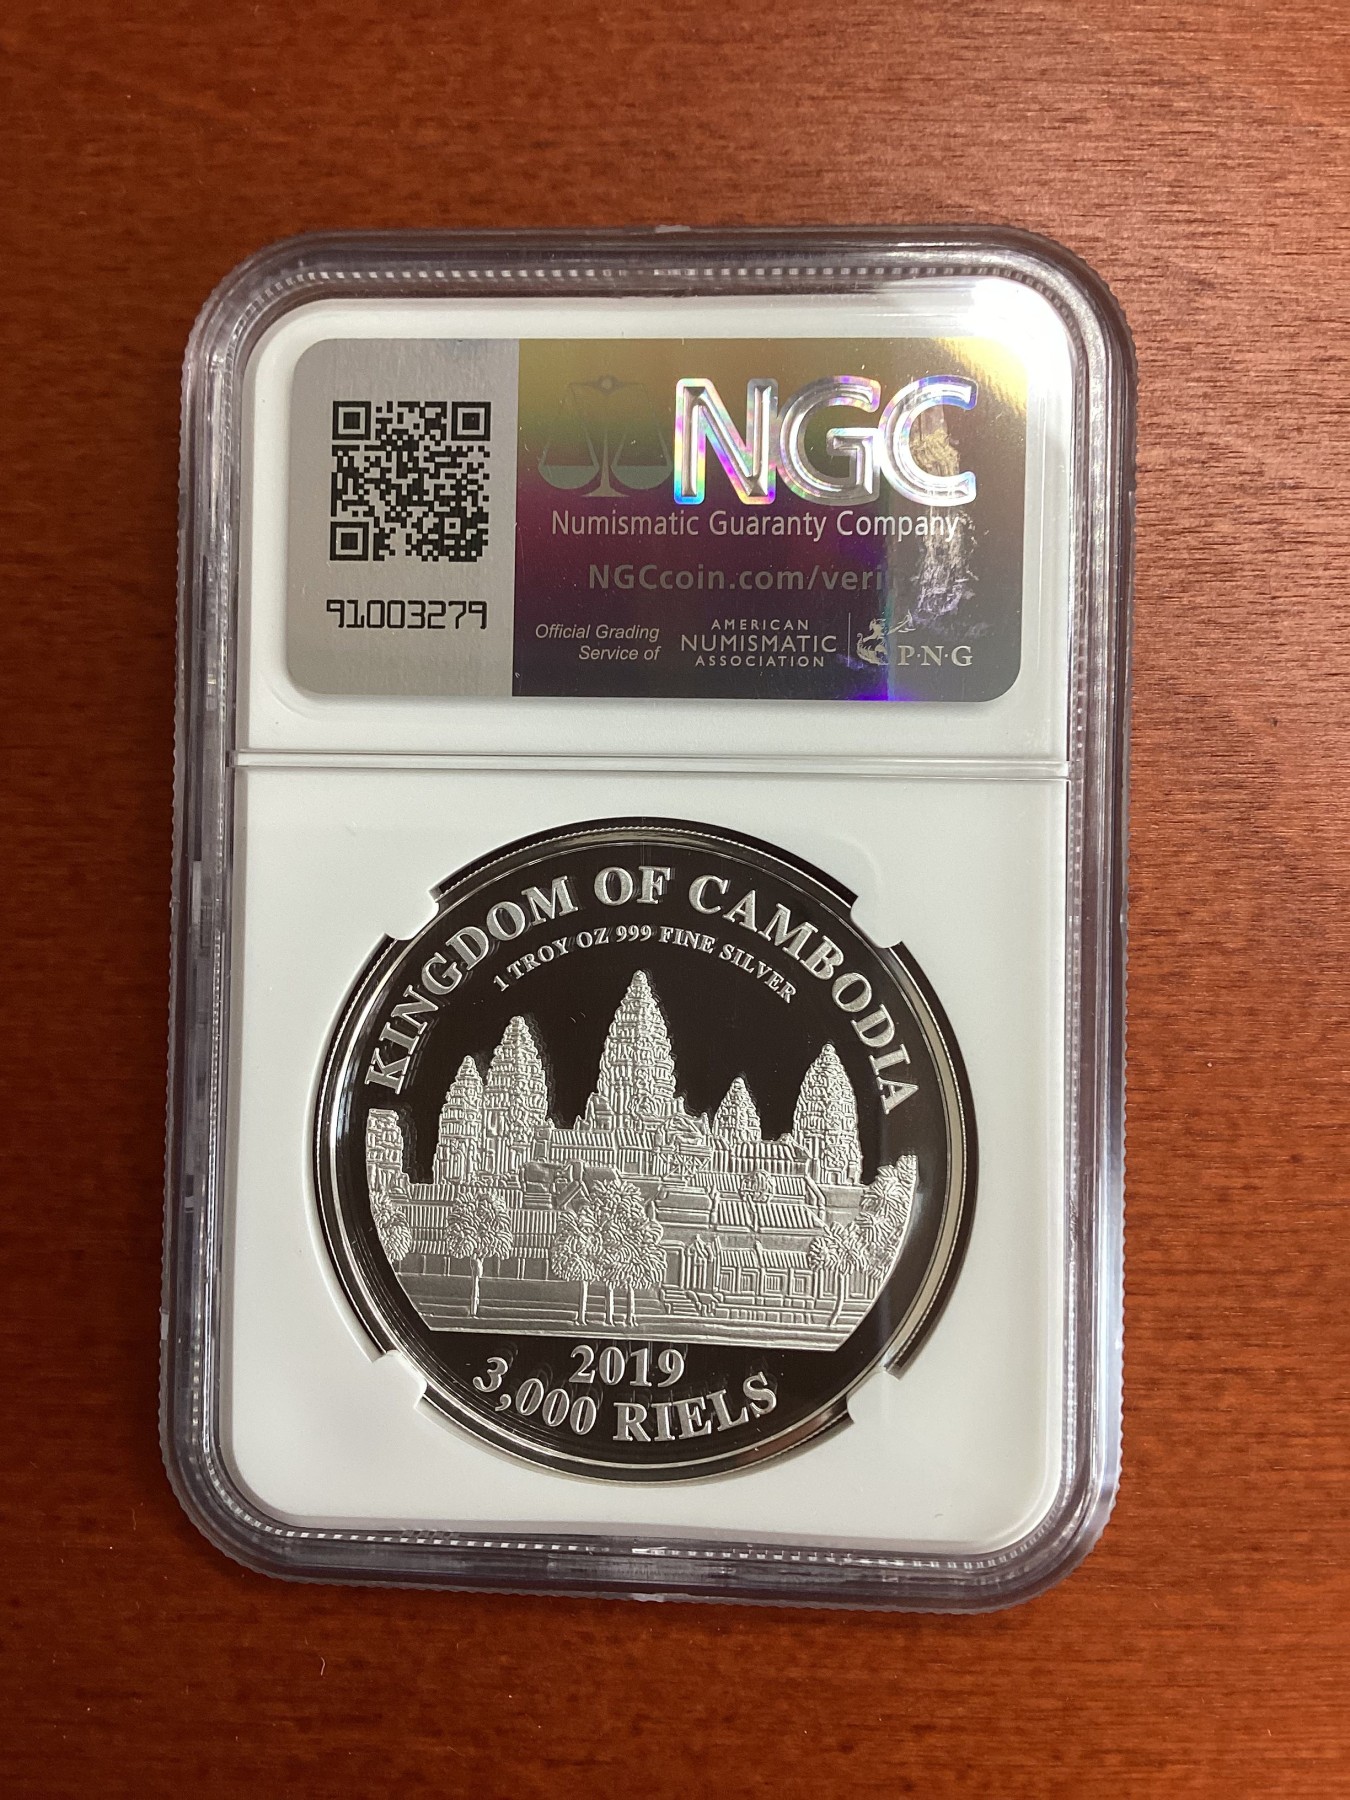 NGC
Numismatic Guaranty Company
NGCcoin.com/veri
91003279
Official Grading
Service of
AMERICAN
NUMISMATIC
ASSOCIATION
P·N·G
KINGDOM OF CAMBODIA
1 TROY OZ 999 FINE SILVER
2019
3,000 RIELS